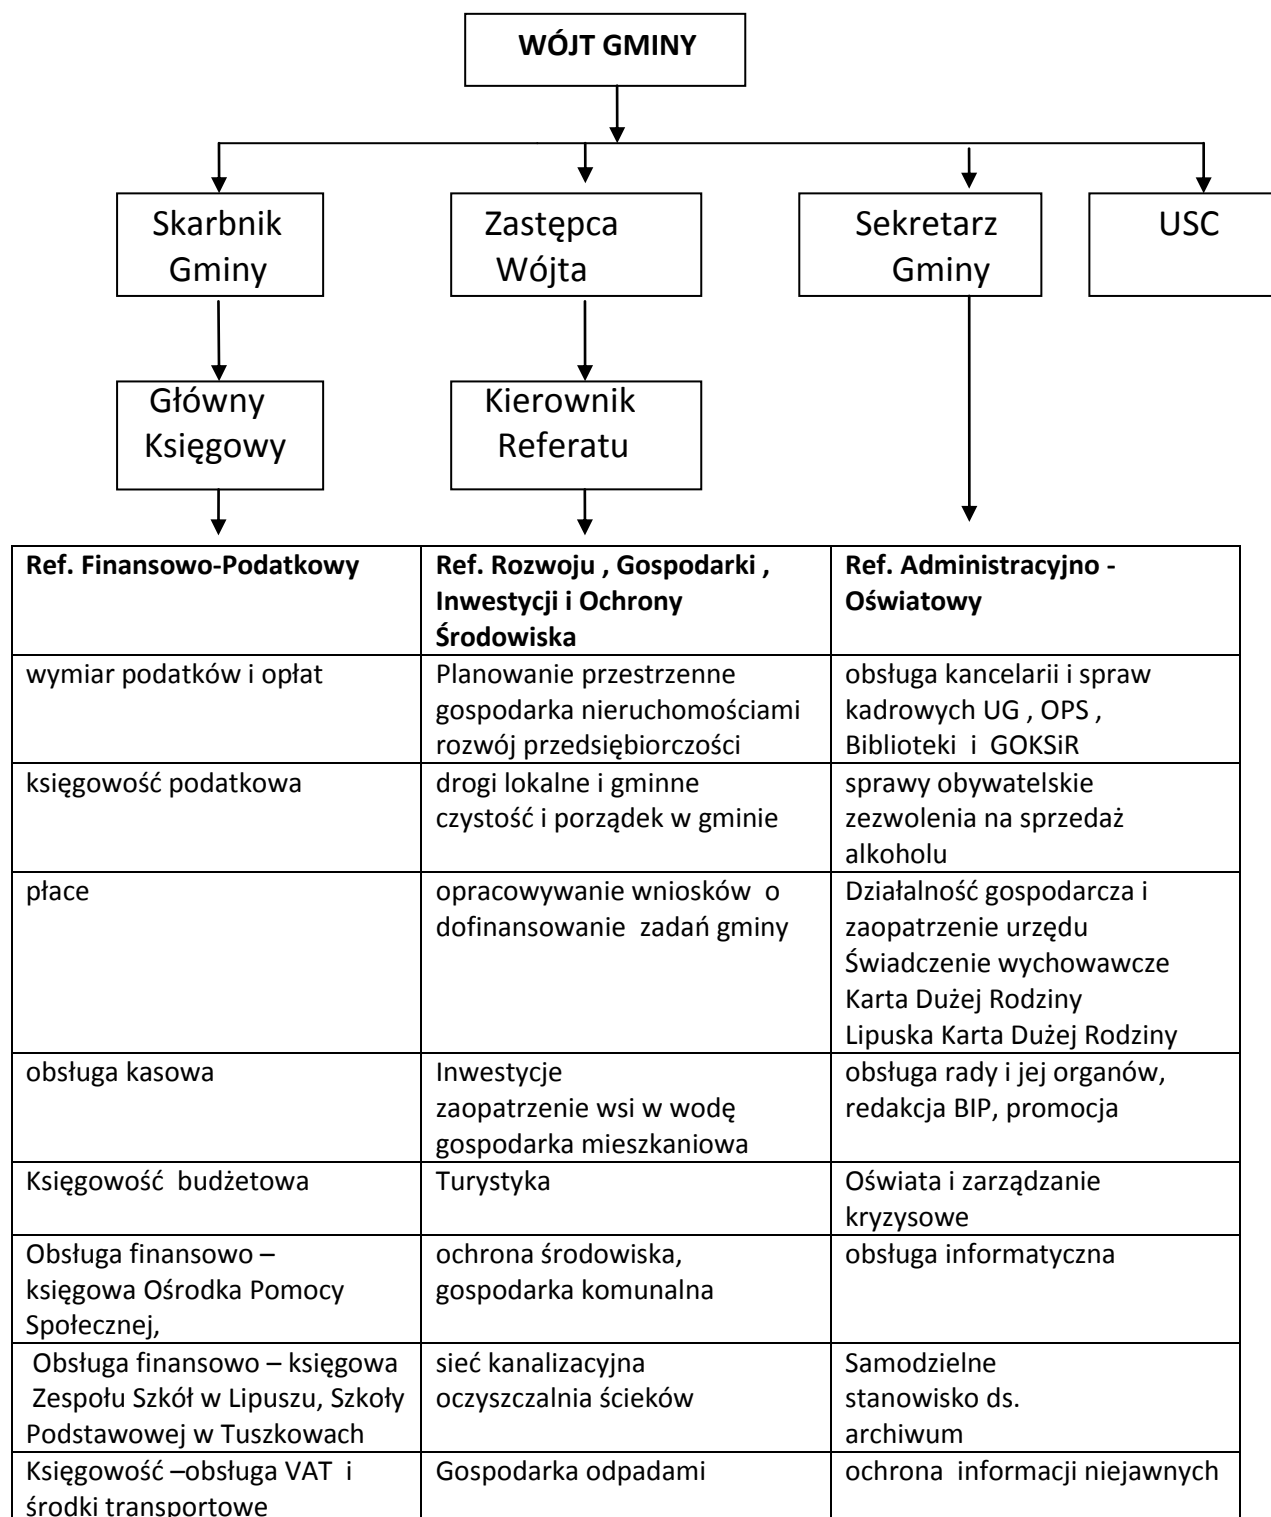 WÓJT GMINY
Skarbnik
Gminy
Zastępca
Wójta
Sekretarz
Gminy
USC
Główny
Księgowy
Kierownik
Referatu
Ref. Finansowo-Podatkowy
Ref. Rozwoju , Gospodarki ,
Inwestycji i Ochrony
Środowiska
Ref. Administracyjno -
Oświatowy
wymiar podatków i opłat
Planowanie przestrzenne
gospodarka nieruchomościami
rozwój przedsiębiorczości
obsługa kancelarii i spraw
kadrowych UG , OPS ,
Biblioteki i GOKSiR
księgowość podatkowa
drogi lokalne i gminne
czystość i porządek w gminie
sprawy obywatelskie
zezwolenia na sprzedaż
alkoholu
płace
opracowywanie wniosków o
dofinansowanie zadań gminy
Działalność gospodarcza i
zaopatrzenie urzędu
Świadczenie wychowawcze
Karta Dużej Rodziny
Lipuska Karta Dużej Rodziny
obsługa kasowa
Inwestycje
zaopatrzenie wsi w wodę
gospodarka mieszkaniowa
obsługa rady i jej organów,
redakcja BIP, promocja
Księgowość budżetowa
Turystyka
Oświata i zarządzanie
kryzysowe
Obsługa finansowo –
księgowa Ośrodka Pomocy
Społecznej,
ochrona środowiska,
gospodarka komunalna
obsługa informatyczna
Obsługa finansowo – księgowa
Zespołu Szkół w Lipuszu, Szkoły
Podstawowej w Tuszkowach
sieć kanalizacyjna
oczyszczalnia ścieków
Samodzielne
stanowisko ds.
archiwum
Księgowość –obsługa VAT i
środki transportowe
Gospodarka odpadami
ochrona informacji niejawnych